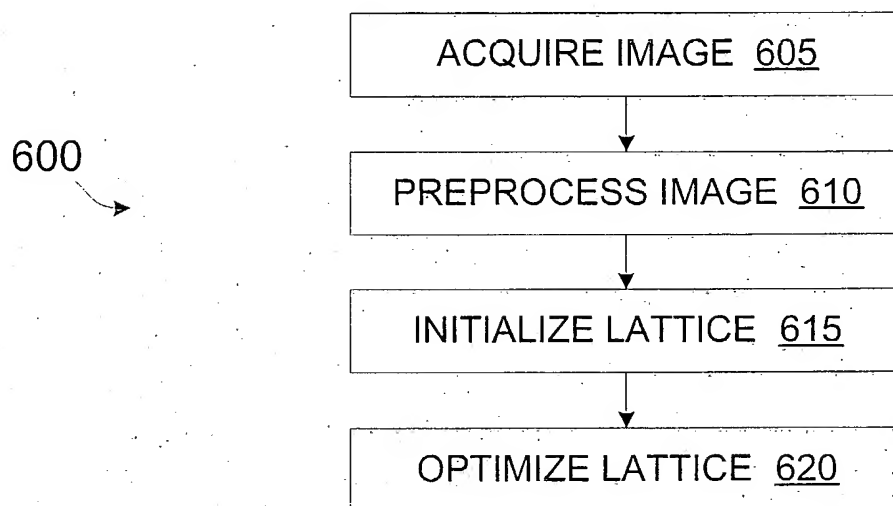 ACQUIRE IMAGE 605
600
PREPROCESS IMAGE 610
INITIALIZE LATTICE 615
OPTIMIZE LATTICE 620